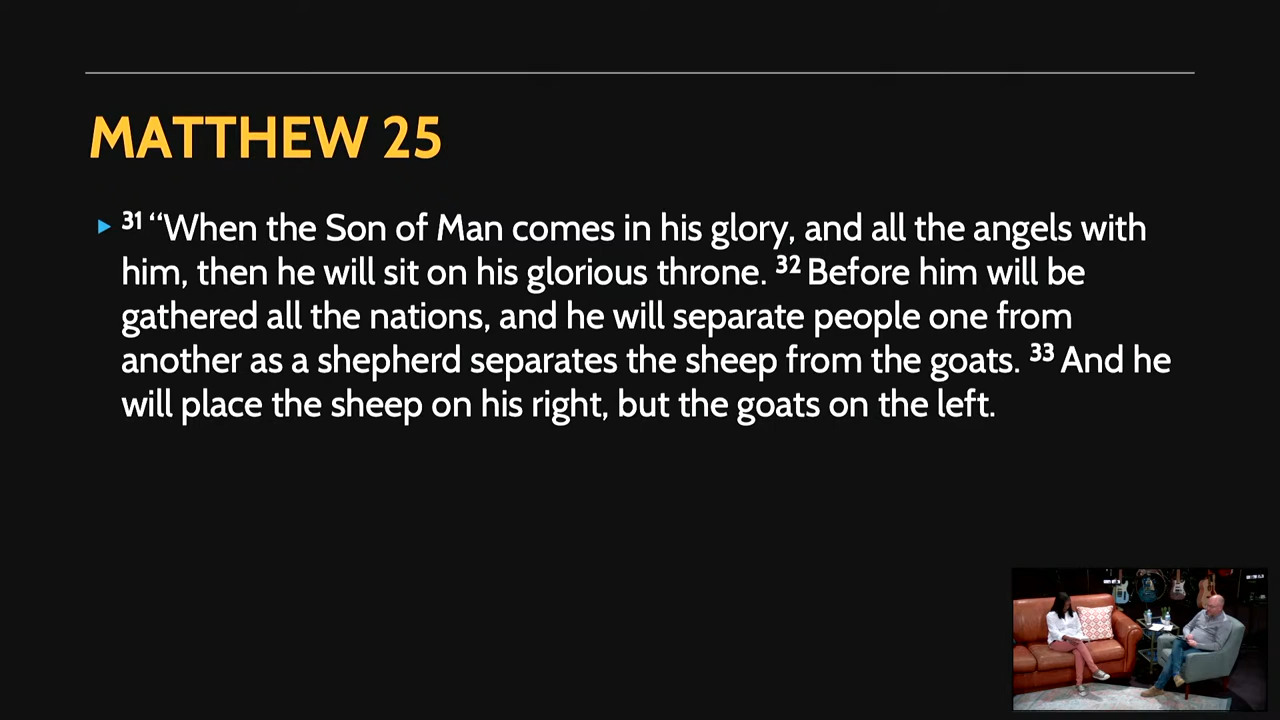 MATTHEW 25
31 “When the Son of Man comes in his glory, and all the angels with
him, then he will sit on his glorious throne. 32 Before him will be
gathered all the nations, and he will separate people one from
another as a shepherd separates the sheep from the goats. 33 And he
will place the sheep on his right, but the goats on the left.